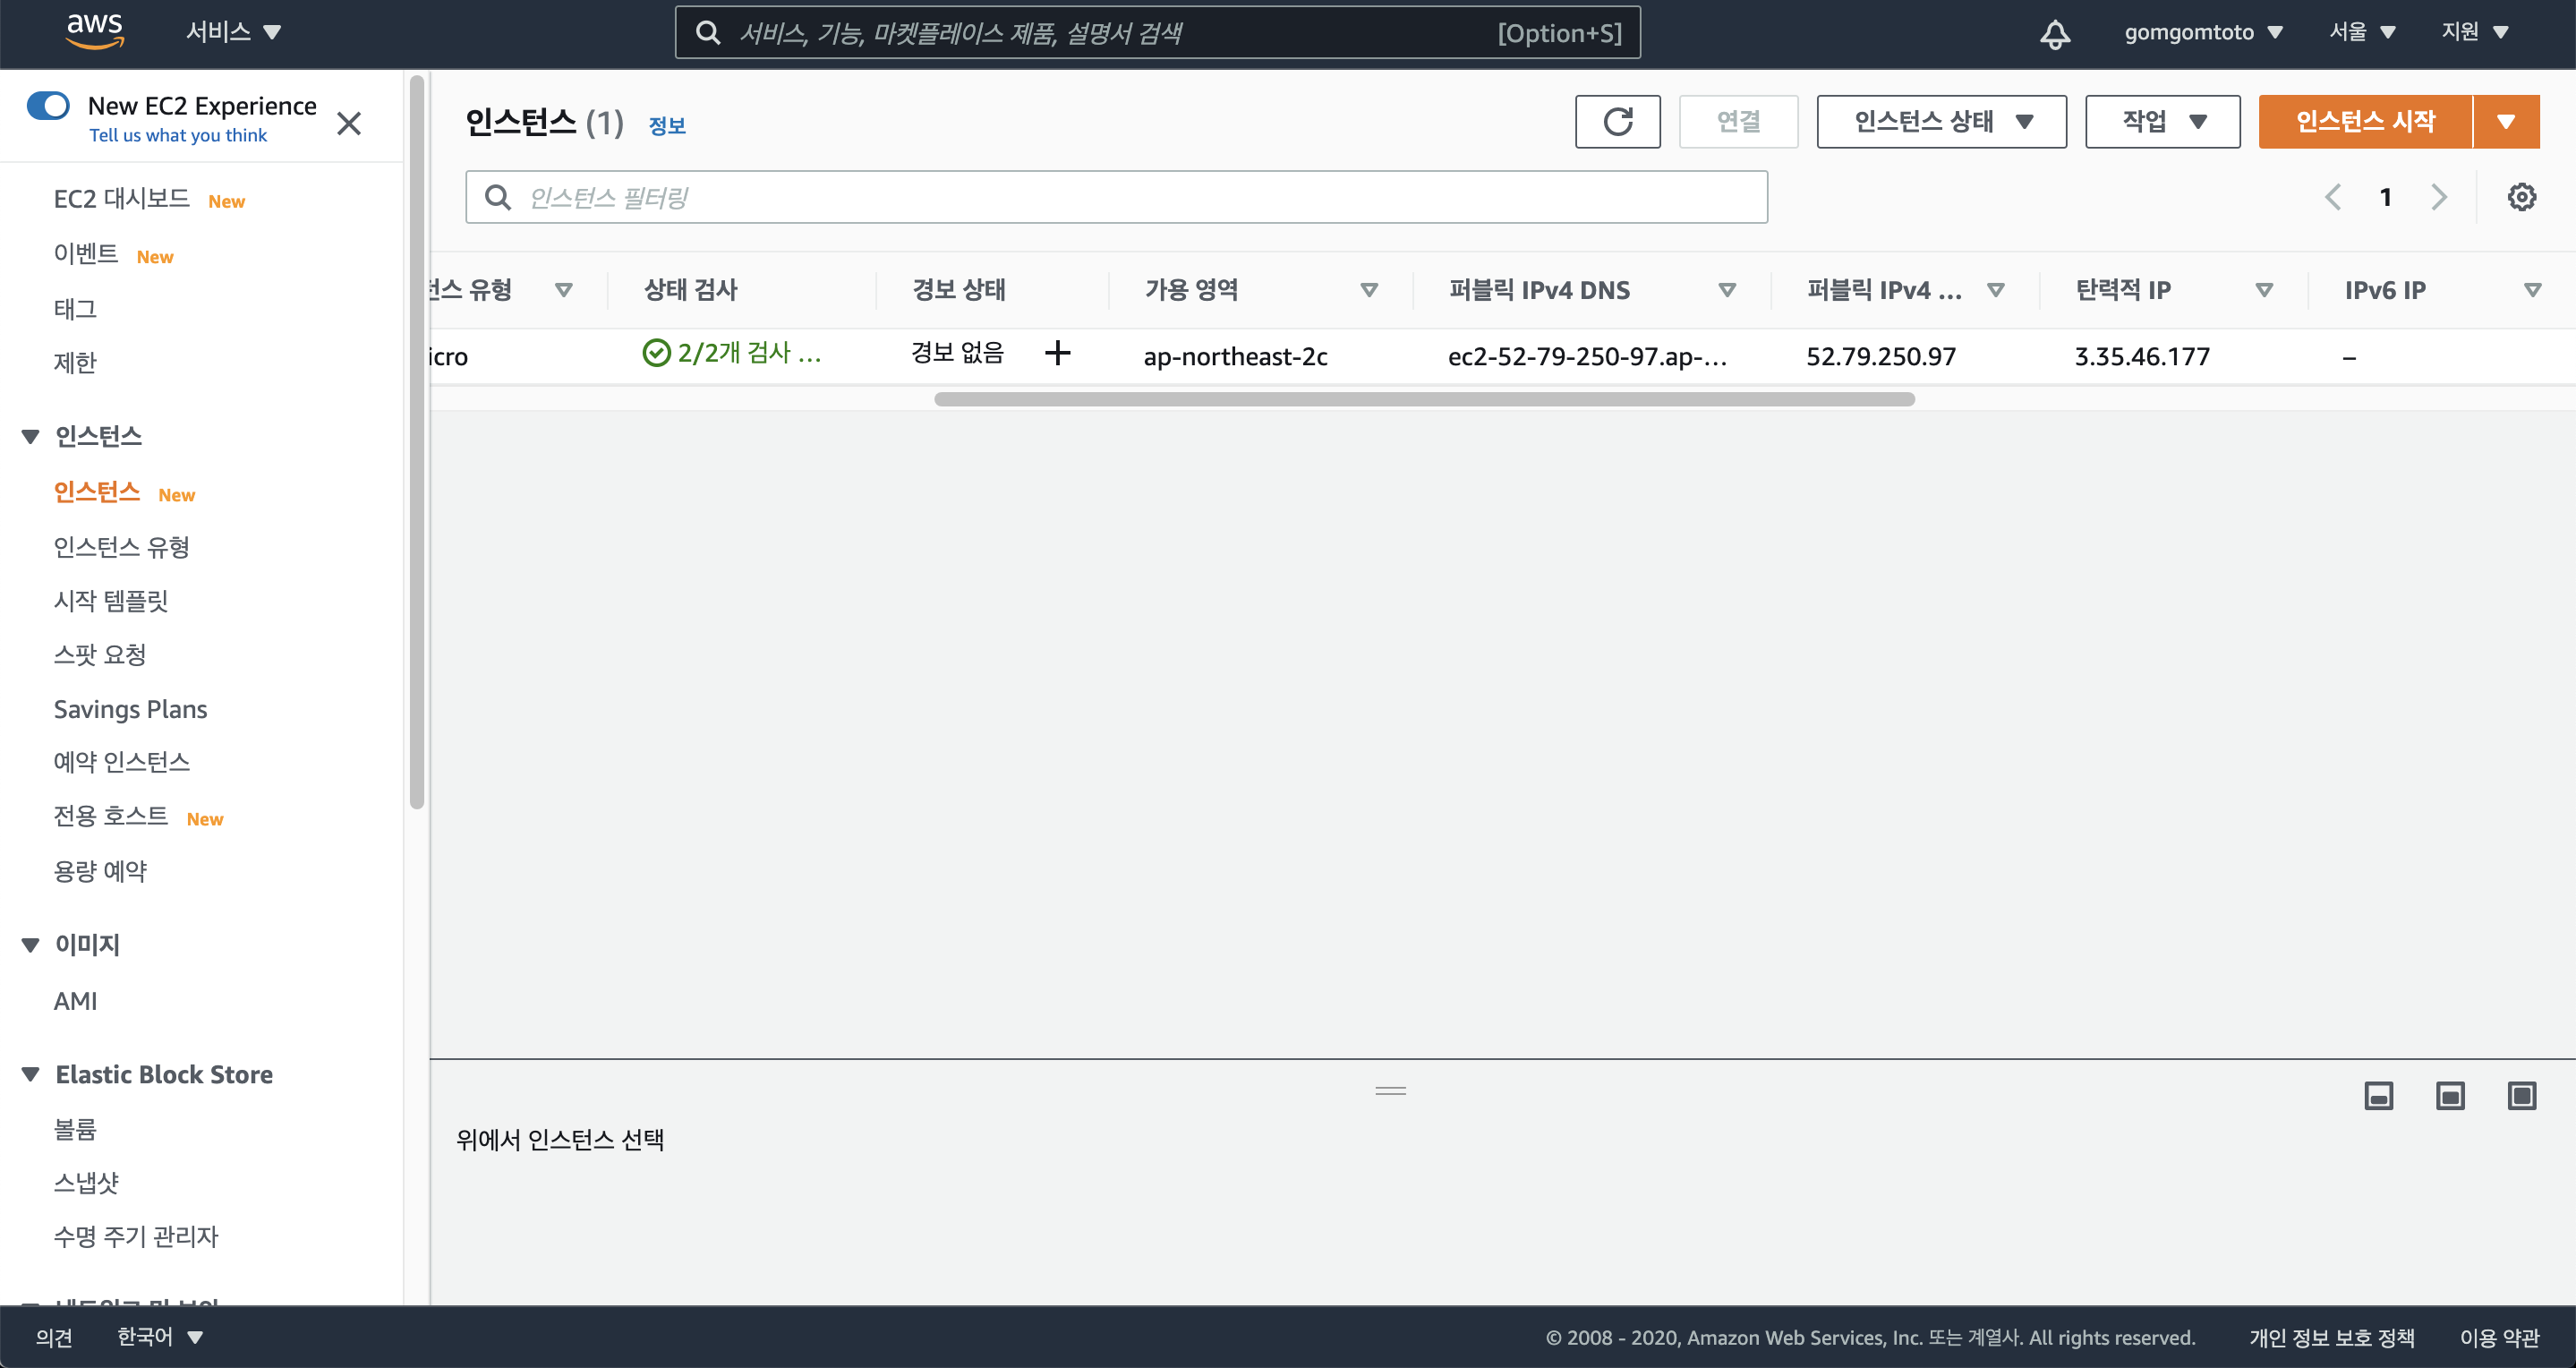 aws
서비스
서비스, 기능, 마켓플레이스 제품, 설명서 검색
[Option+S]
gomgomtoto
서울
지원
New EC2 Experience
Tell us what you think
EC2 대시보드 New
이벤트 New
태그
제한
인스턴스
인스턴스 New
인스턴스 유형
시작 템플릿
스팟 요청
Savings Plans
예약 인스턴스
전용 호스트 New
용량 예약
이미지
AMI
Elastic Block Store
볼륨
스냅샷
수명 주기 관리자
인스턴스 (1) 정보
연결
인스턴스 상태
작업
인스턴스 시작
인스턴스 필터링
1
유형 상태 검사 경보 상태 가용 영역 퍼블릭 IPv4 DNS 퍼블릭 IPv4 ... 탄력적 IP IPv6 IP
icro 2/2개 검사 ... 경보 없음 + ap-northeast-2c ec2-52-79-250-97.ap-... 52.79.250.97 3.35.46.177 –
위에서 인스턴스 선택
의견
한국어
© 2008 - 2020, Amazon Web Services, Inc. 또는 계열사. All rights reserved.
개인 정보 보호 정책
이용 약관